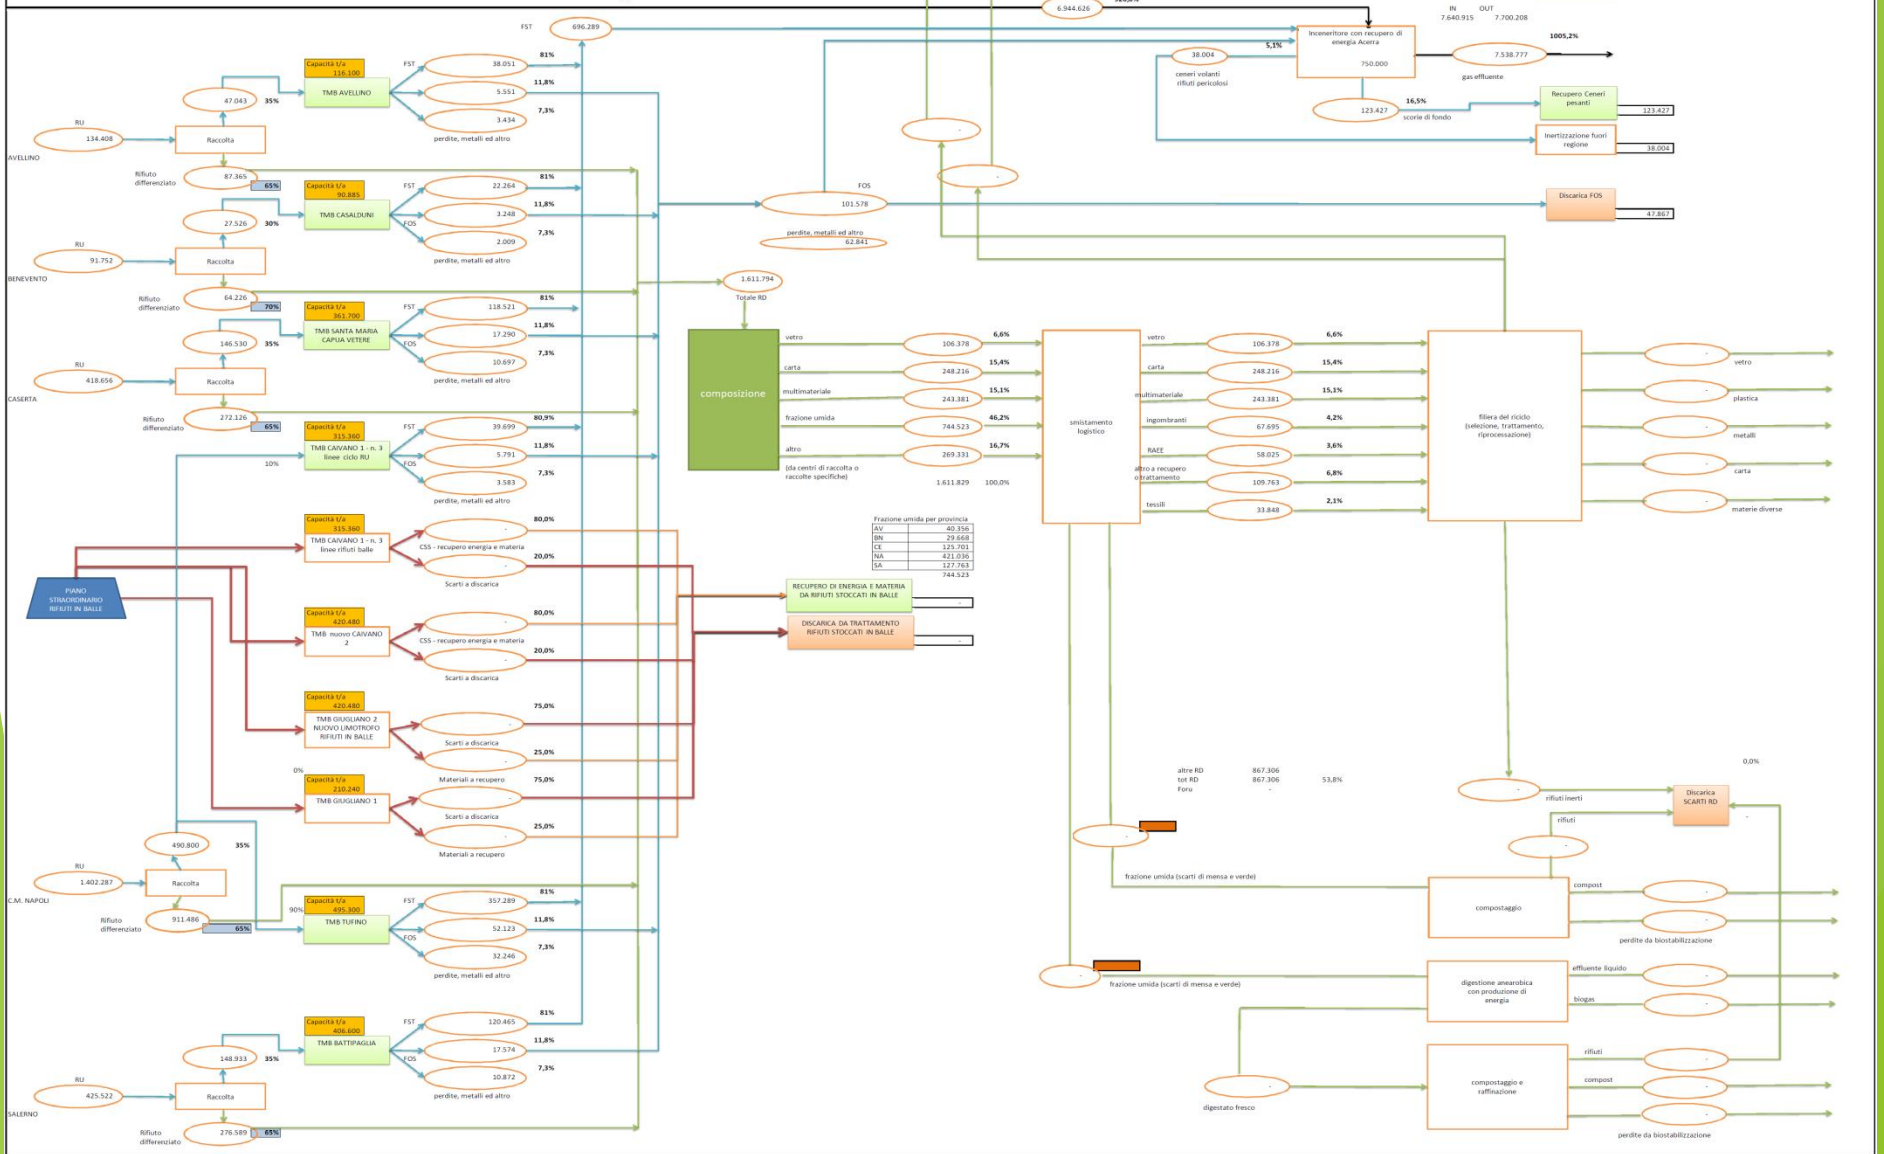 6.944.626
IN OUT
7.640.915 7.700.208
FST
696.289
Inceneritore con recupero di
energia Acerra
750.000
5,1%
38.004
ceneri volanti
rifiuti pericolosi
1005,2%
7.538.777
gas effluente
123.427
16,5%
scorie di fondo
Recupero Ceneri
pesanti
123.427
Inertizzazione fuori
regione
38.004
Capacità t/a
116.100
TMB AVELLINO
FST
38.051
81%
5.551
11,8%
3.434
7,3%
perdite, metalli ed altro
47.043
35%
RU
134.408
Raccolta
AVELLINO
Rifiuto
differenziato
87.365
65%
Capacità t/a
90.885
TMB CASALDUNI
FST
22.264
81%
3.248
11,8%
FOS
2.009
7,3%
perdite, metalli ed altro
27.526
30%
RU
91.752
Raccolta
BENEVENTO
Rifiuto
differenziato
64.226
70%
FOS
101.578
perdite, metalli ed altro
62.841
Discarica FOS
47.867
-
-
Capacità t/a
361.700
TMB SANTA MARIA
CAPUA VETERE
FST
118.521
81%
17.290
11,8%
FOS
10.697
7,3%
perdite, metalli ed altro
146.530
35%
RU
418.656
Raccolta
CASERTA
Rifiuto
differenziato
272.126
65%
1.611.794
Totale RD
composizione
vetro
106.378
6,6%
carta
248.216
15,4%
multimateriale
243.381
15,1%
frazione umida
744.523
46,2%
altro
269.331
16,7%
(da centri di raccolta o
raccolte specifiche)
1.611.829 100,0%
smistamento
logistico
vetro
106.378
6,6%
carta
248.216
15,4%
multimateriale
243.381
15,1%
ingombranti
67.695
4,2%
RAEE
58.025
3,6%
altro a recupero
o trattamento
109.763
6,8%
tessili
33.848
2,1%
filiera del riciclo
(selezione, trattamento,
riprocessazione)
-
vetro
-
plastica
-
metalli
-
carta
-
materie diverse
Capacità t/a
315.360
TMB CAIVANO 1 - n. 3
linee ciclo RU
10%
FST
39.699
80,9%
5.791
11,8%
FOS
3.583
7,3%
perdite, metalli ed altro
Capacità t/a
315.360
TMB CAIVANO 1 - n. 3
linee rifiuti balle
-
80,0%
CSS - recupero energia e materia
-
20,0%
Scarti a discarica
PIANO
STRAORDINARIO
RIFIUTI IN BALLE
Frazione umida per provincia
AV 40.356
BN 29.668
CE 125.701
NA 421.036
SA 127.763
744.523
RECUPERO DI ENERGIA E MATERIA
DA RIFIUTI STOCCATI IN BALLE
-
DISCARICA DA TRATTAMENTO
RIFIUTI STOCCATI IN BALLE
-
Capacità t/a
420.480
TMB nuovo CAIVANO
2
-
80,0%
CSS - recupero energia e materia
-
20,0%
Scarti a discarica
Capacità t/a
420.480
TMB GIUGLIANO 2
NUOVO LIMOTROFO
RIFIUTI IN BALLE
-
75,0%
Scarti a discarica
-
25,0%
Materiali a recupero
0%
Capacità t/a
210.240
TMB GIUGLIANO 1
-
75,0%
Scarti a discarica
-
25,0%
Materiali a recupero
altre RD 867.306
tot RD 867.306 53,8%
Foru -
0,0%
-
rifiuti inerti
Discarica
SCARTI RD
-
rifiuti
-
-
frazione umida (scarti di mensa e verde)
compostaggio
compost
-
-
perdite da biostabilizzazione
490.800
35%
RU
1.402.287
Raccolta
C.M. NAPOLI
Rifiuto
differenziato
911.486
65%
90%
Capacità t/a
495.300
TMB TUFINO
FST
357.289
81%
52.123
11,8%
FOS
32.246
7,3%
perdite, metalli ed altro
-
frazione umida (scarti di mensa e verde)
digestione anearobica
con produzione di
energia
effluente liquido
-
biogas
-
Capacità t/a
406.600
TMB BATTIPAGLIA
FST
120.465
81%
17.574
11,8%
FOS
10.872
7,3%
perdite, metalli ed altro
148.933
35%
RU
425.522
Raccolta
SALERNO
Rifiuto
differenziato
276.589
65%
-
digestato fresco
compostaggio e
raffinazione
rifiuti
-
compost
-
-
perdite da biostabilizzazione